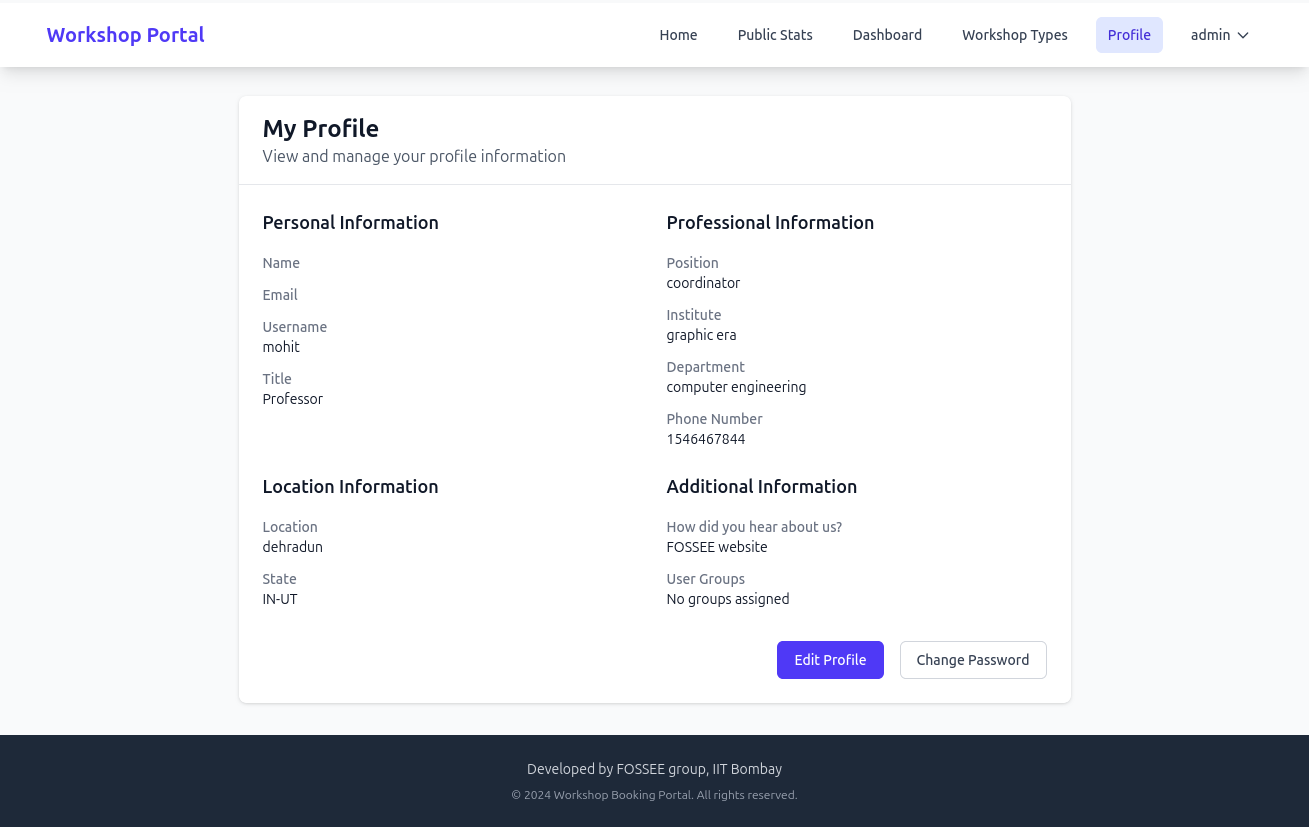 Workshop Portal
Home
Public Stats
Dashboard
Workshop Types
Profile
admin
My Profile
View and manage your profile information
Personal Information
Name
Email
Username
mohit
Title
Professor
Professional Information
Position
coordinator
Institute
graphic era
Department
computer engineering
Phone Number
1546467844
Location Information
Location
dehradun
State
IN-UT
Additional Information
How did you hear about us?
FOSSEE website
User Groups
No groups assigned
Edit Profile
Change Password
Developed by FOSSEE group, IIT Bombay
© 2024 Workshop Booking Portal. All rights reserved.